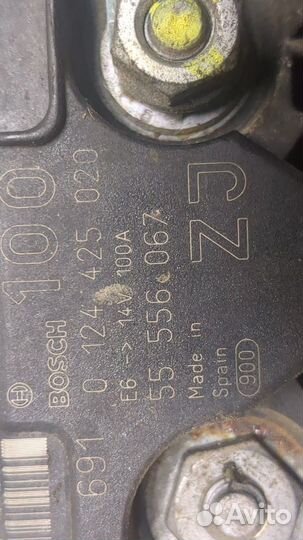 100
BOSCH
691 0 124 425 020
E6 -> 14V 100A
55 556 067
Made in
Spain
ZJ
900
Avito